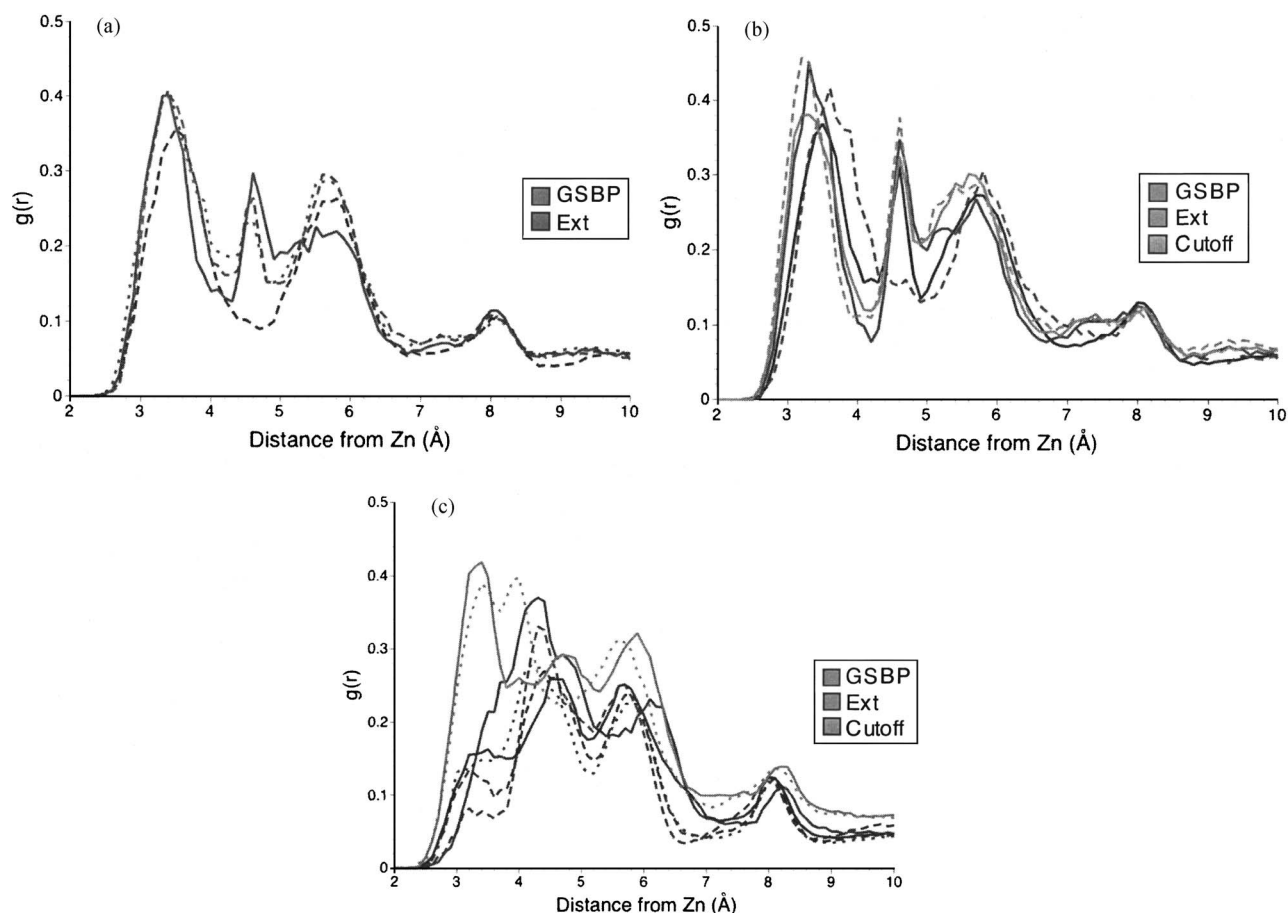 (a)
0.5
0.4
0.3
0.2
0.1
0
g(r)
2 3 4 5 6 7 8 9 10
Distance from Zn (Å)
GSBP
Ext
(b)
0.5
0.4
0.3
0.2
0.1
0
g(r)
2 3 4 5 6 7 8 9 10
Distance from Zn (Å)
GSBP
Ext
Cutoff
(c)
0.5
0.4
0.3
0.2
0.1
0
g(r)
2 3 4 5 6 7 8 9 10
Distance from Zn (Å)
GSBP
Ext
Cutoff